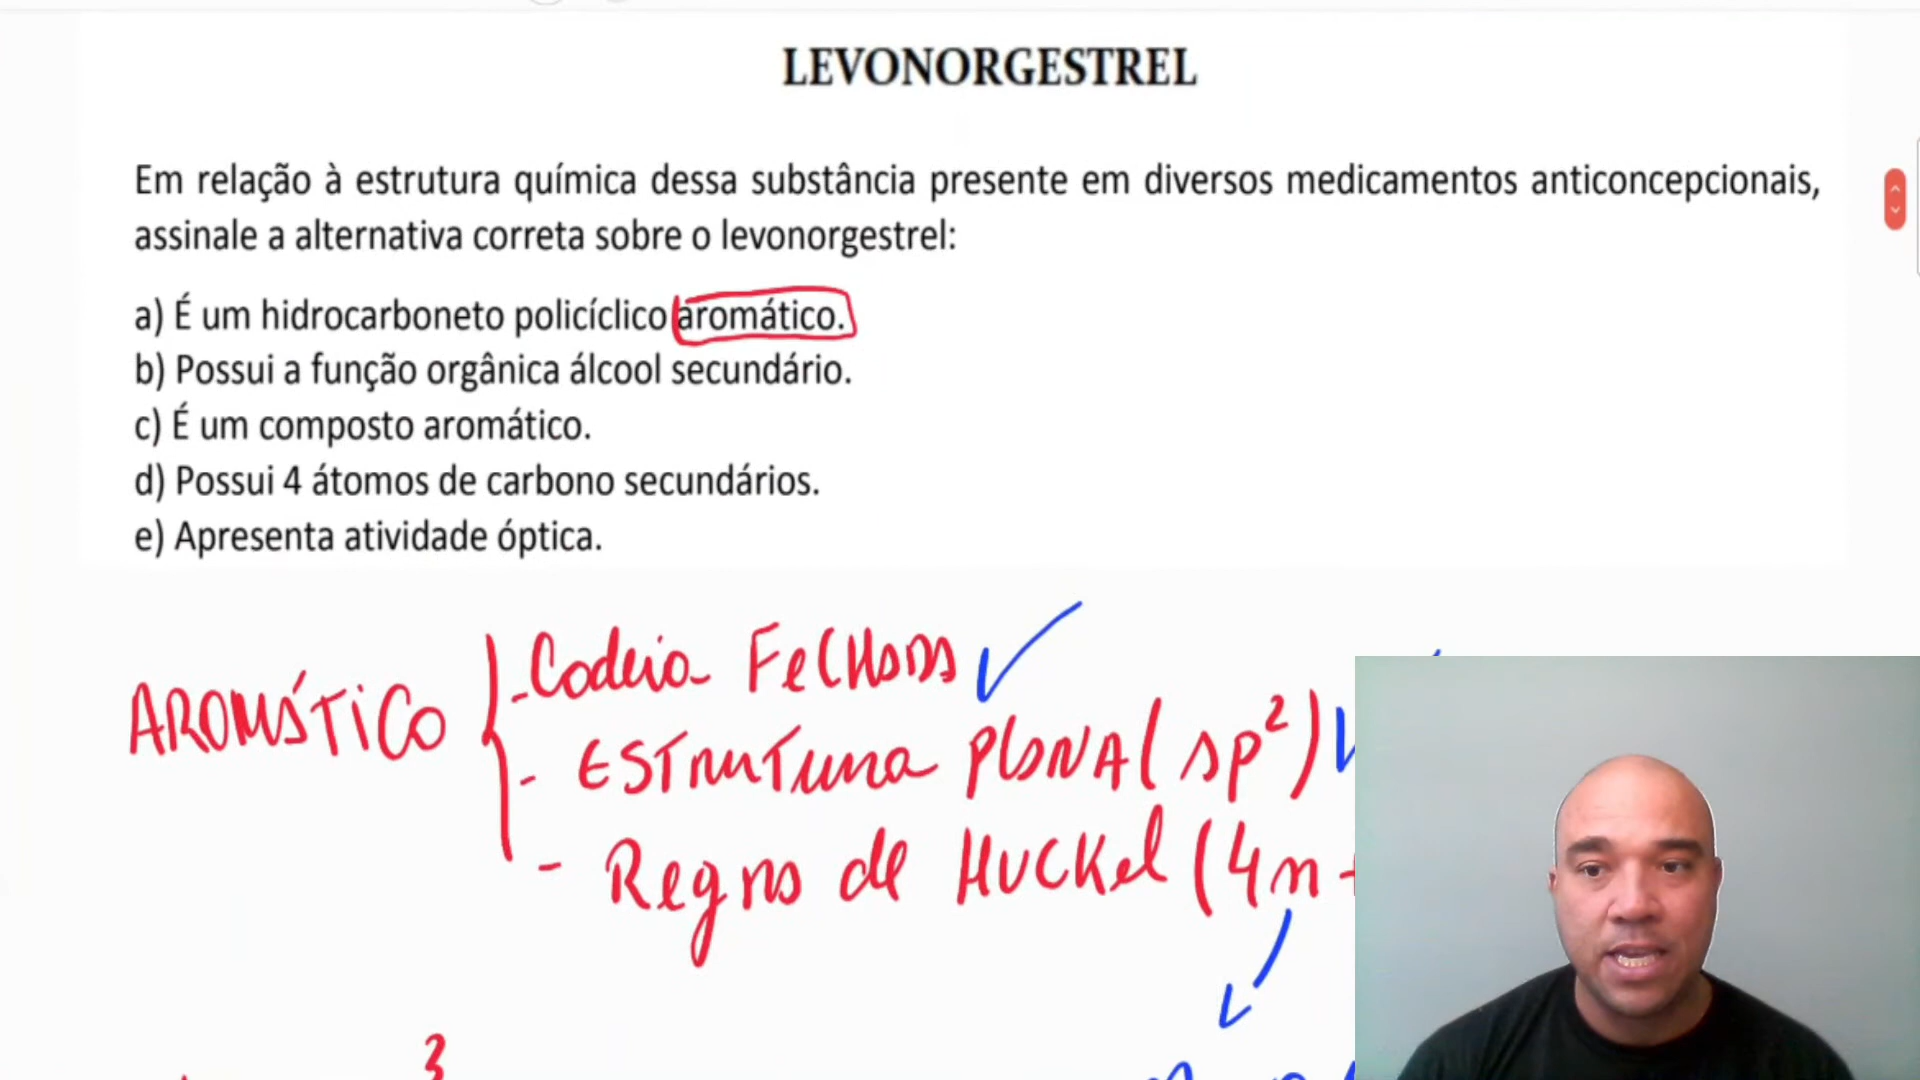 LEVONORGESTREL
Em relação à estrutura química dessa substância presente em diversos medicamentos anticoncepcionais,
assinale a alternativa correta sobre o levonorgestrel:
a) É um hidrocarboneto policíclico aromático.
b) Possui a função orgânica álcool secundário.
c) É um composto aromático.
d) Possui 4 átomos de carbono secundários.
e) Apresenta atividade óptica.
AROMÁTICO
- Cadeia FeCHADA
- ESTRUTURA PLANA (sp²)
- Regra de HUCKel (4n +
3